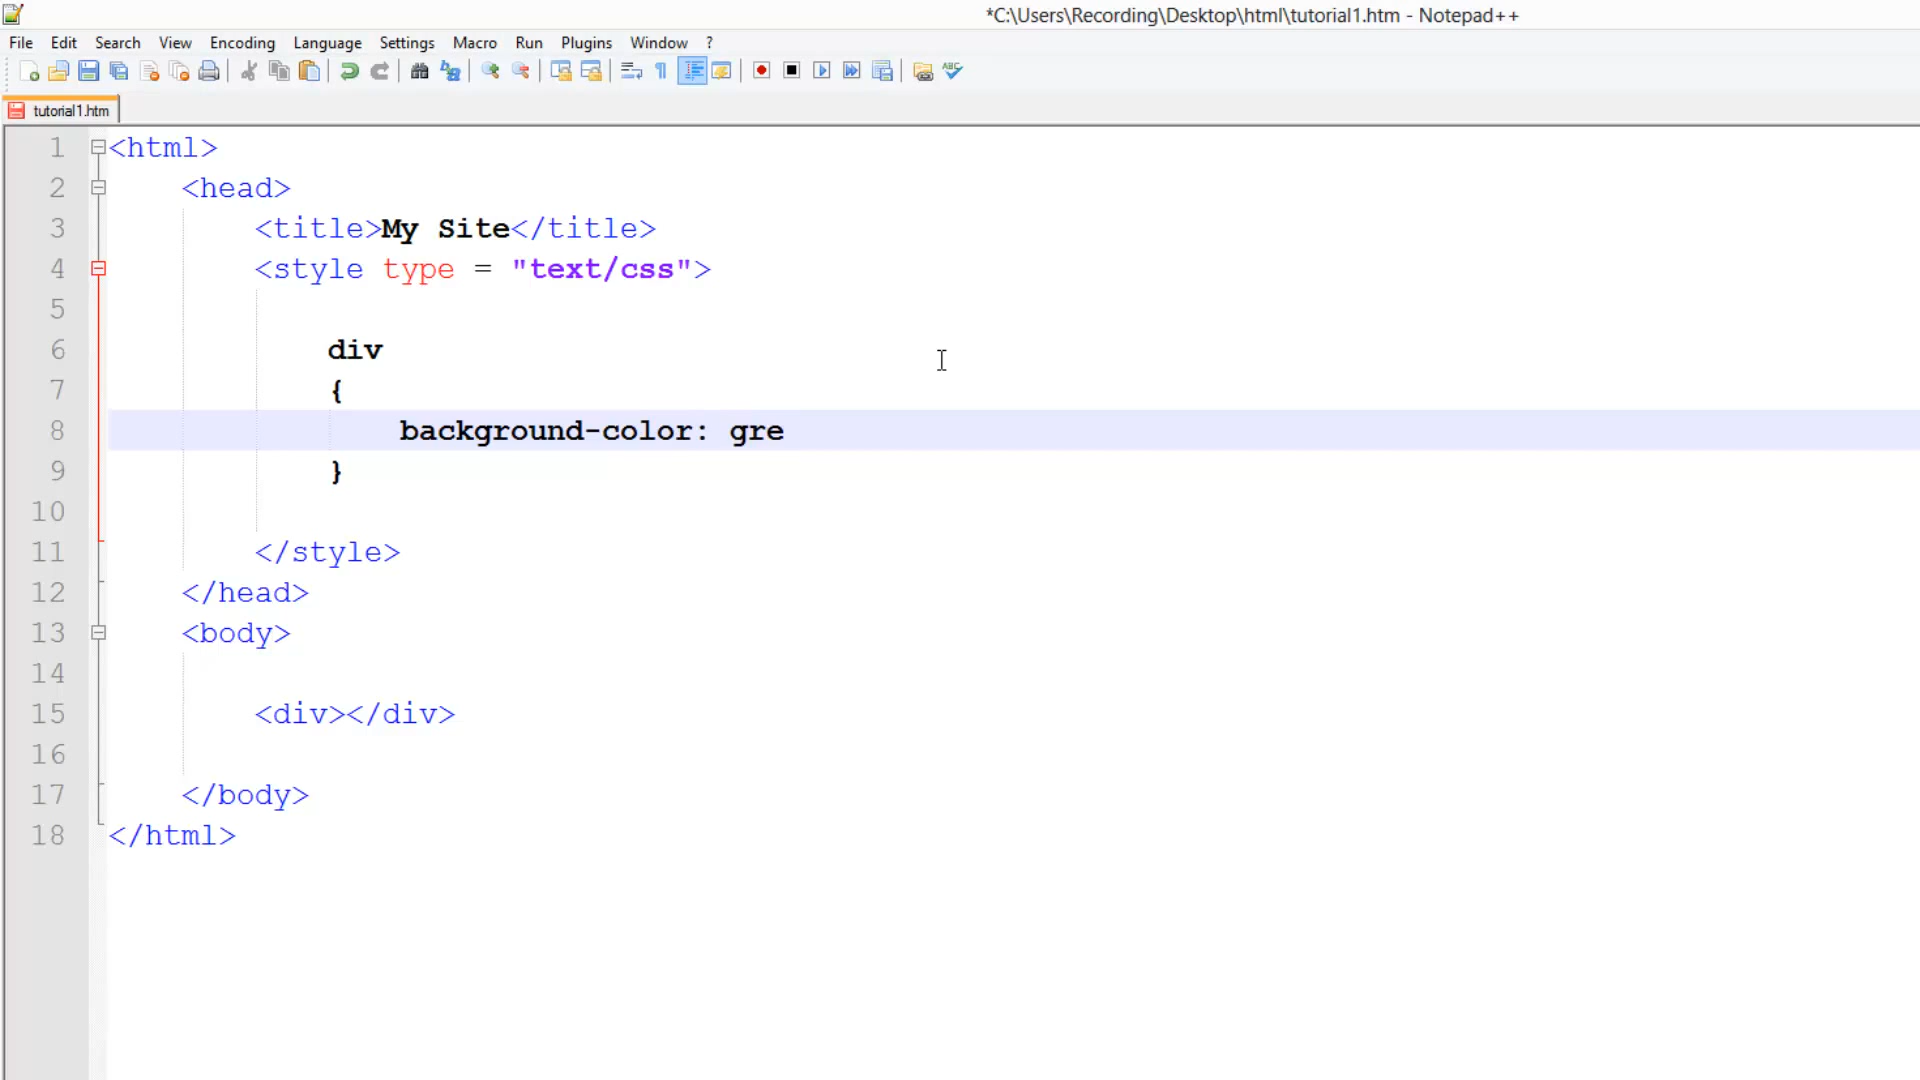 *C:\Users\Recording\Desktop\html\tutorial1.htm - Notepad++
File Edit Search View Encoding Language Settings Macro Run Plugins Window ?
tutorial1.htm
1 <html>
2 <head>
3 <title>My Site</title>
4 <style type = "text/css">
5
6 div
7 {
8 background-color: gre
9 }
10
11 </style>
12 </head>
13 <body>
14
15 <div></div>
16
17 </body>
18 </html>